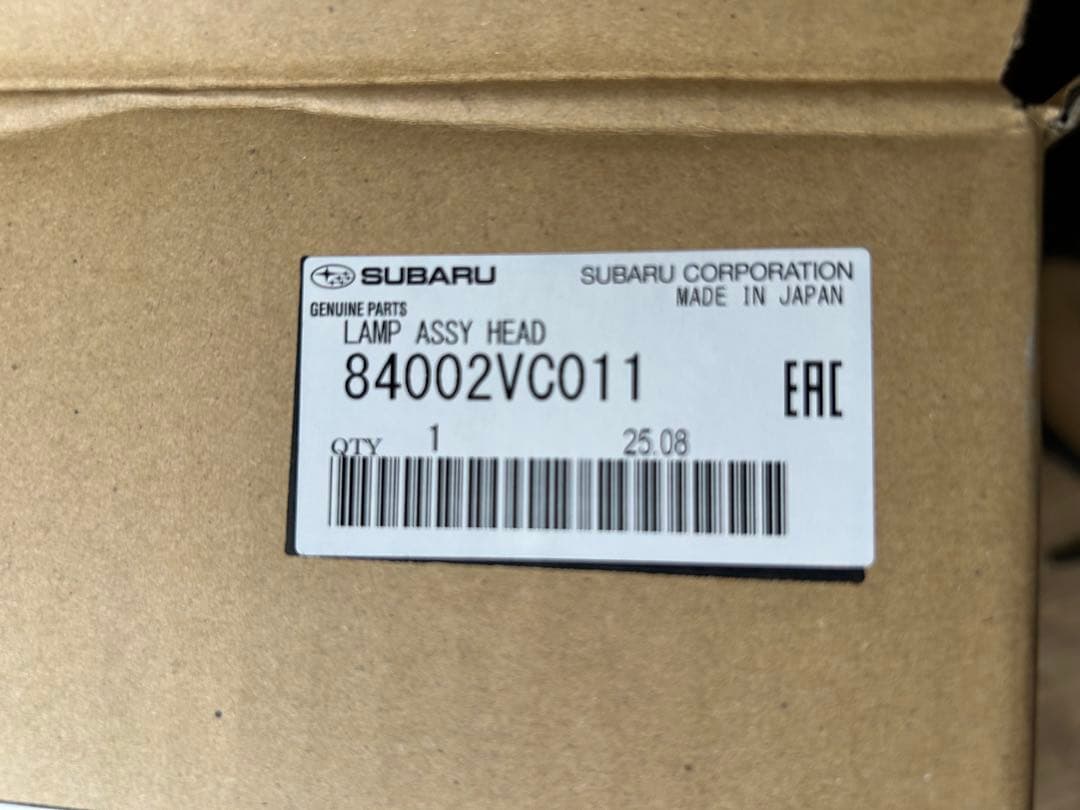 SUBARU SUBARU CORPORATION
MADE IN JAPAN
GENUINE PARTS
LAMP ASSY HEAD
84002VC011
EAC
QTY 1 25.08